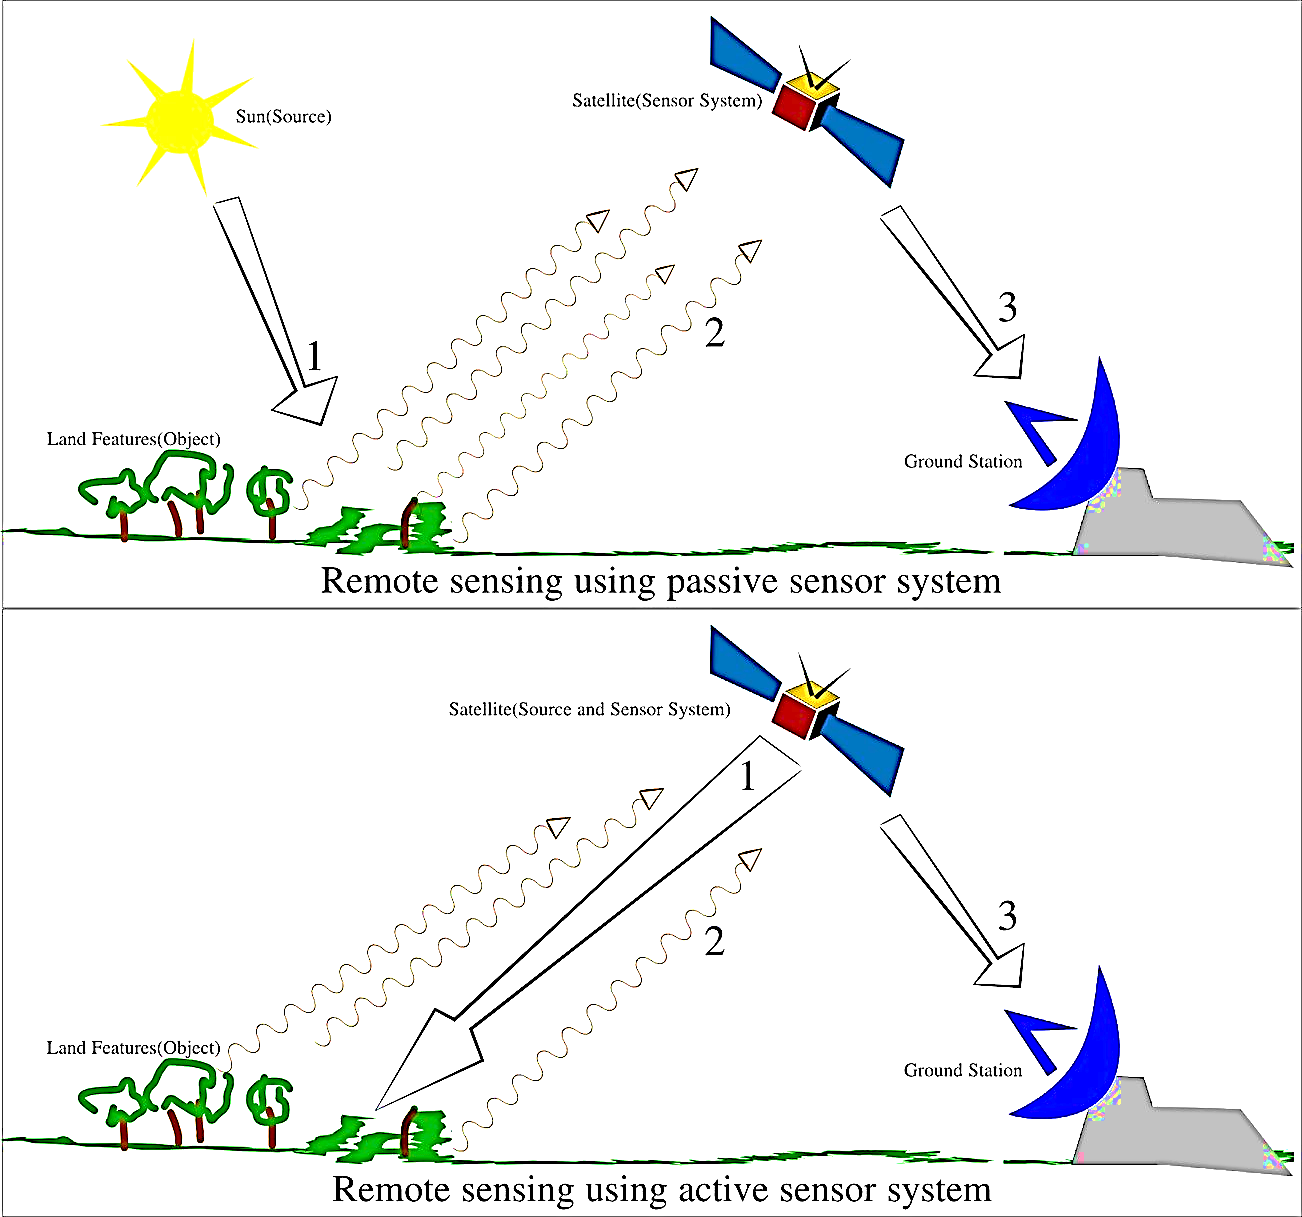 Sun(Source)
Satellite(Sensor System)
1
2
3
Land Features(Object)
Ground Station
Remote sensing using passive sensor system
Satellite(Source and Sensor System)
1
2
3
Land Features(Object)
Ground Station
Remote sensing using active sensor system